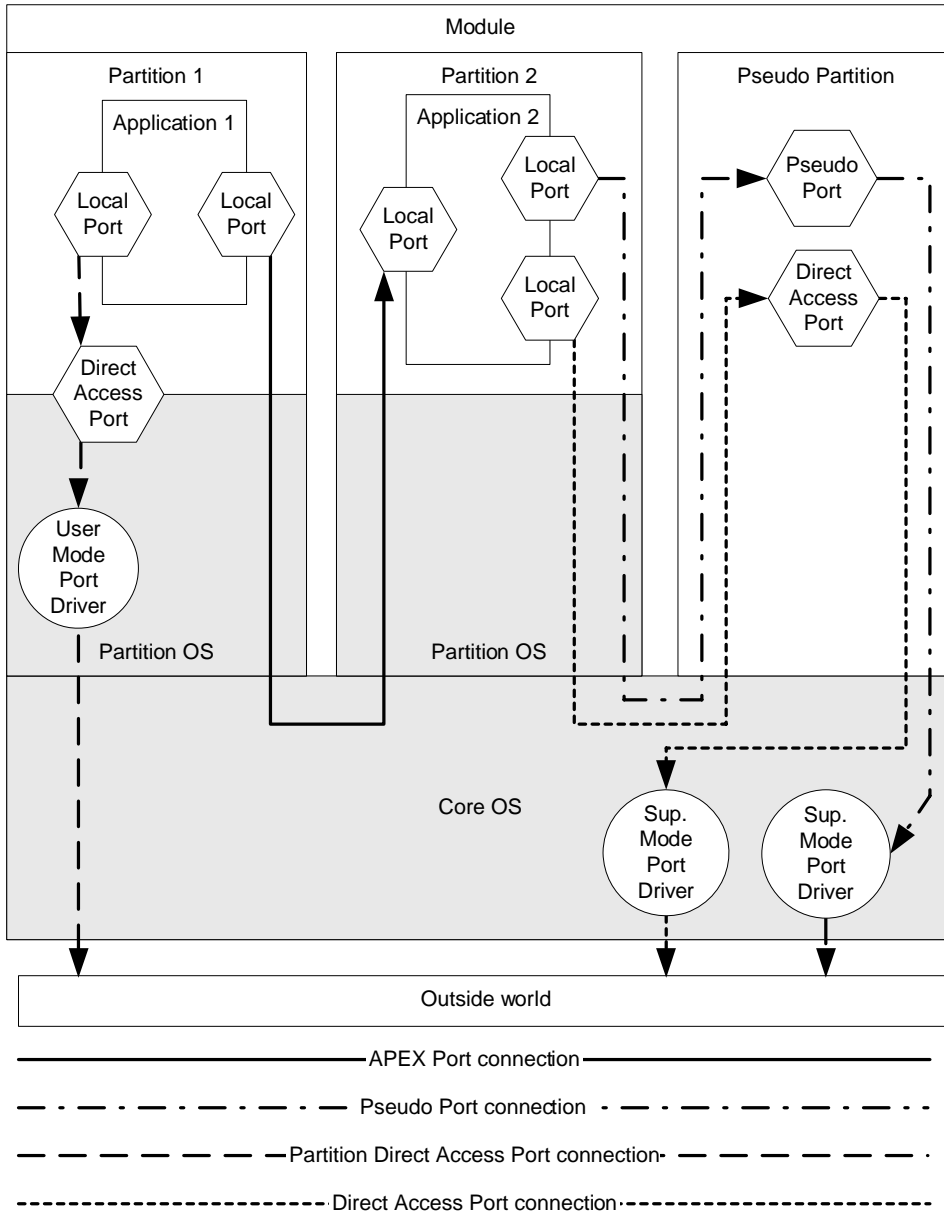 Module
Partition 1
Partition 2
Pseudo Partition
Application 1
Application 2
Local
Port
Local
Port
Local
Port
Local
Port
Local
Port
Pseudo
Port
Direct
Access
Port
Direct
Access
Port
User
Mode
Port
Driver
Partition OS
Partition OS
Core OS
Sup.
Mode
Port
Driver
Sup.
Mode
Port
Driver
Outside world
APEX Port connection
Pseudo Port connection
Partition Direct Access Port connection
Direct Access Port connection